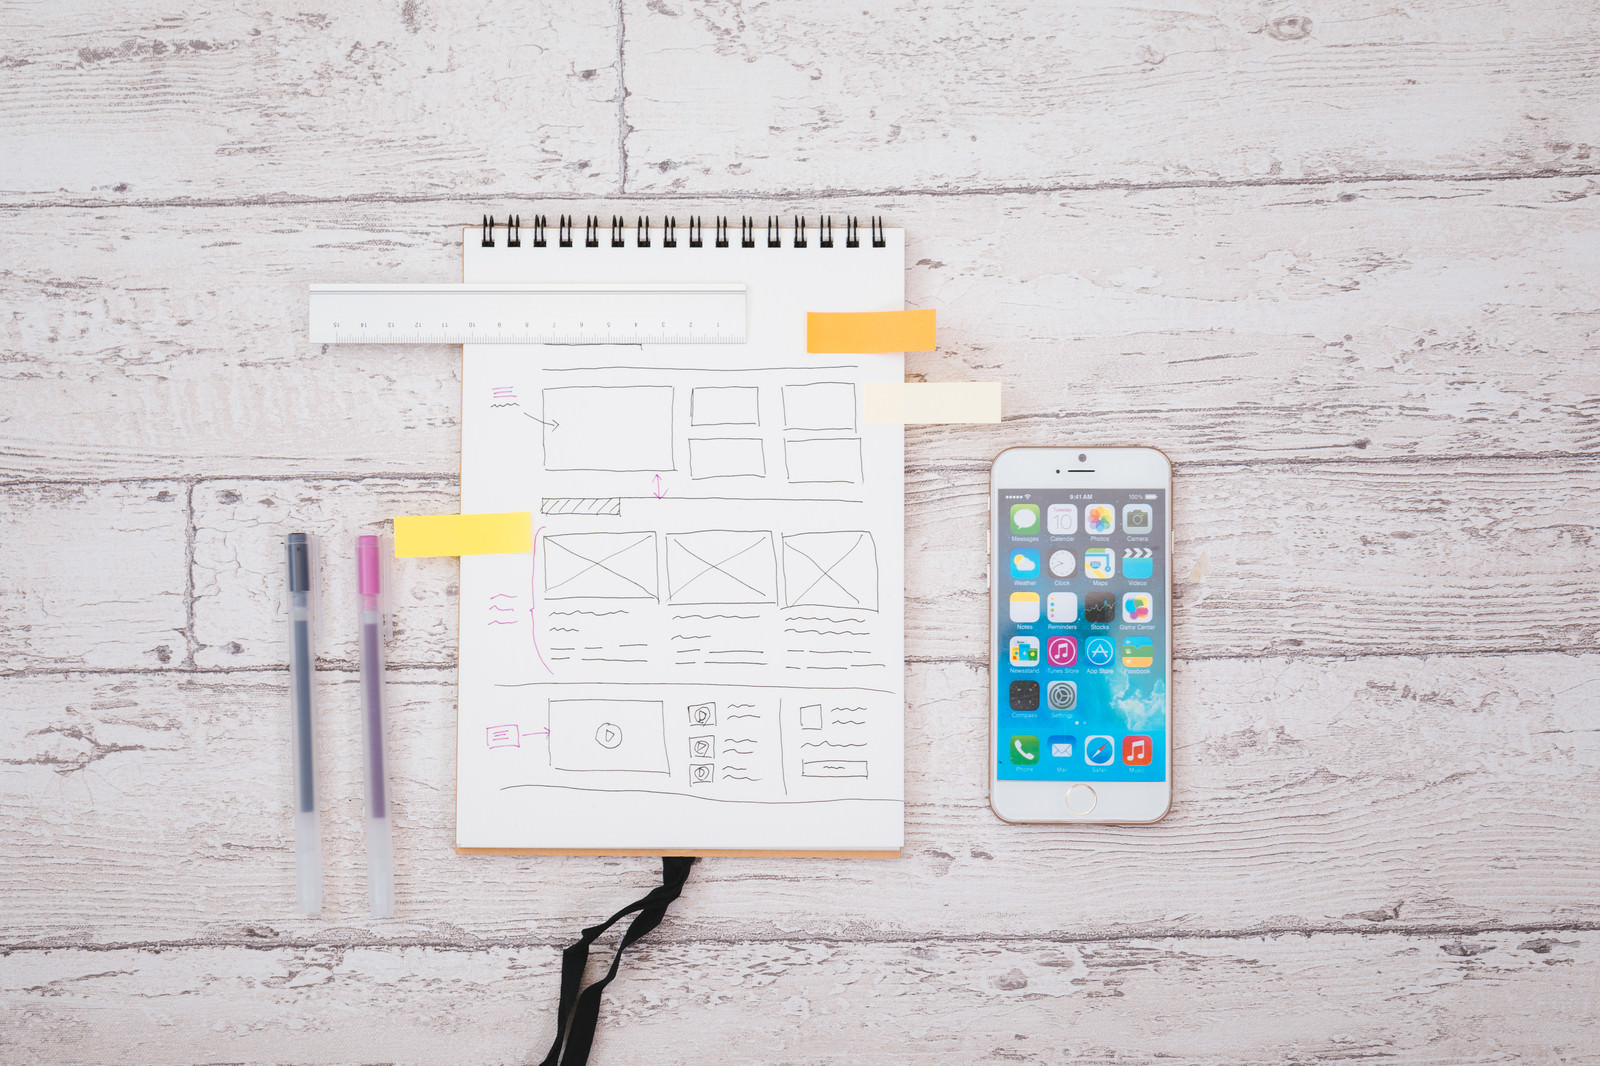 15 14 13 12 11 10 9 8 7 6 5 4 3 2 1
9:41 AM 100%
Tuesday
10
Messages Calendar Photos Camera
Weather Clock Maps Videos
Notes Reminders Stocks Game Center
Newsstand iTunes Store App Store Passbook
Compass Settings
Phone Mail Safari Music